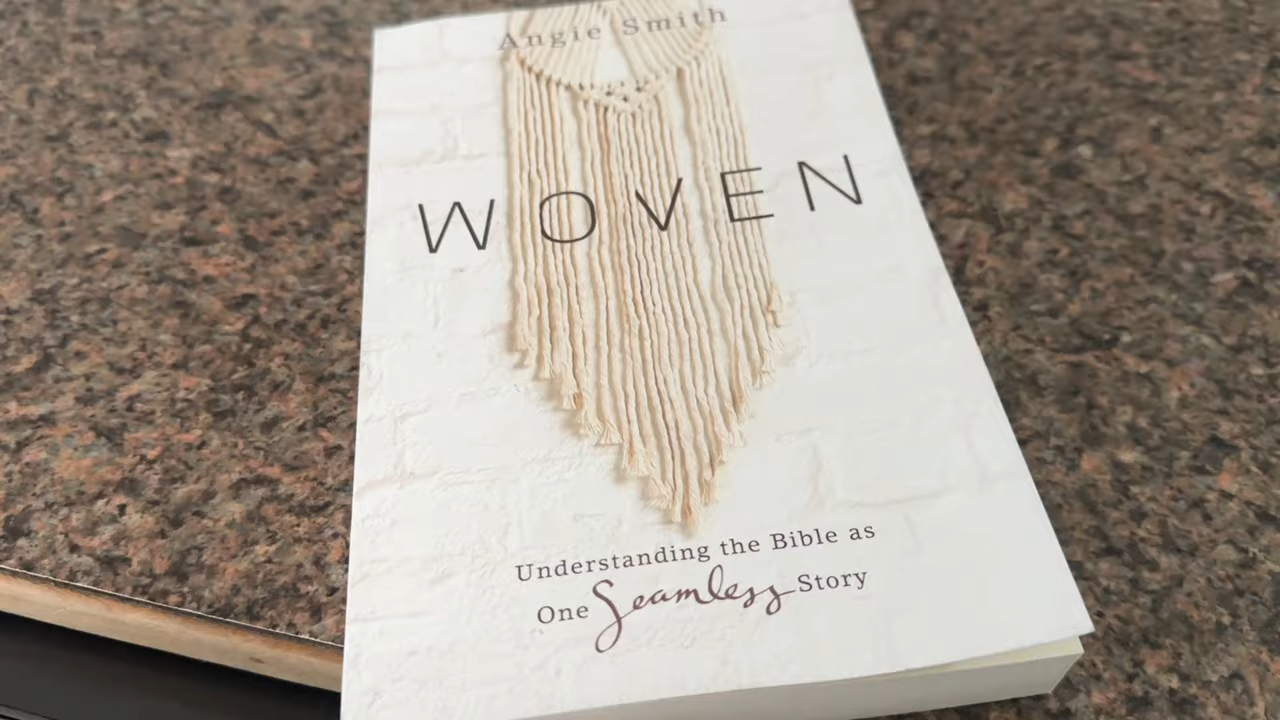 Angie Smith
WOVEN
Understanding the Bible as
One Seamless Story